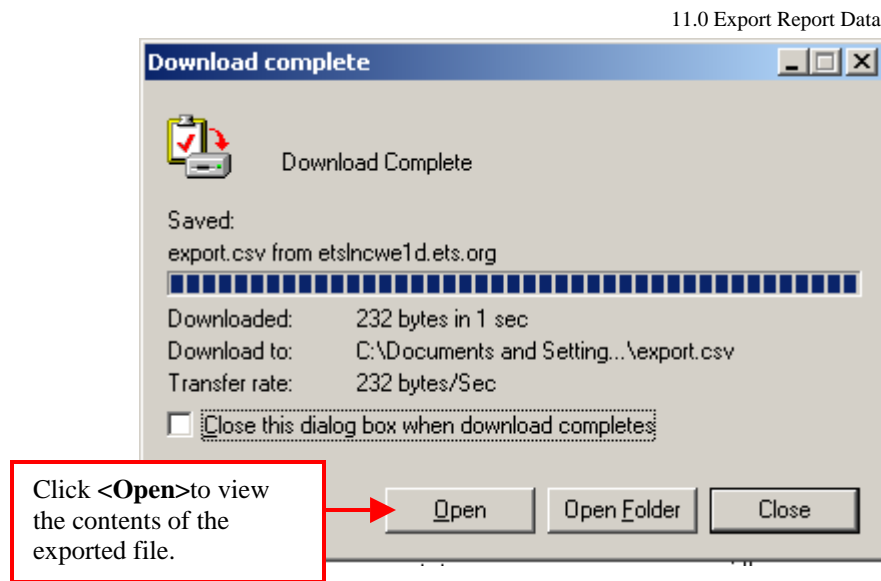 11.0 Export Report Data
Download complete
Download Complete
Saved:
export.csv from etslncwe1d.ets.org
Downloaded: 232 bytes in 1 sec
Download to: C:\Documents and Setting...\export.csv
Transfer rate: 232 bytes/Sec
Close this dialog box when download completes
Click <Open>to view
the contents of the
exported file.
Open Open Folder Close